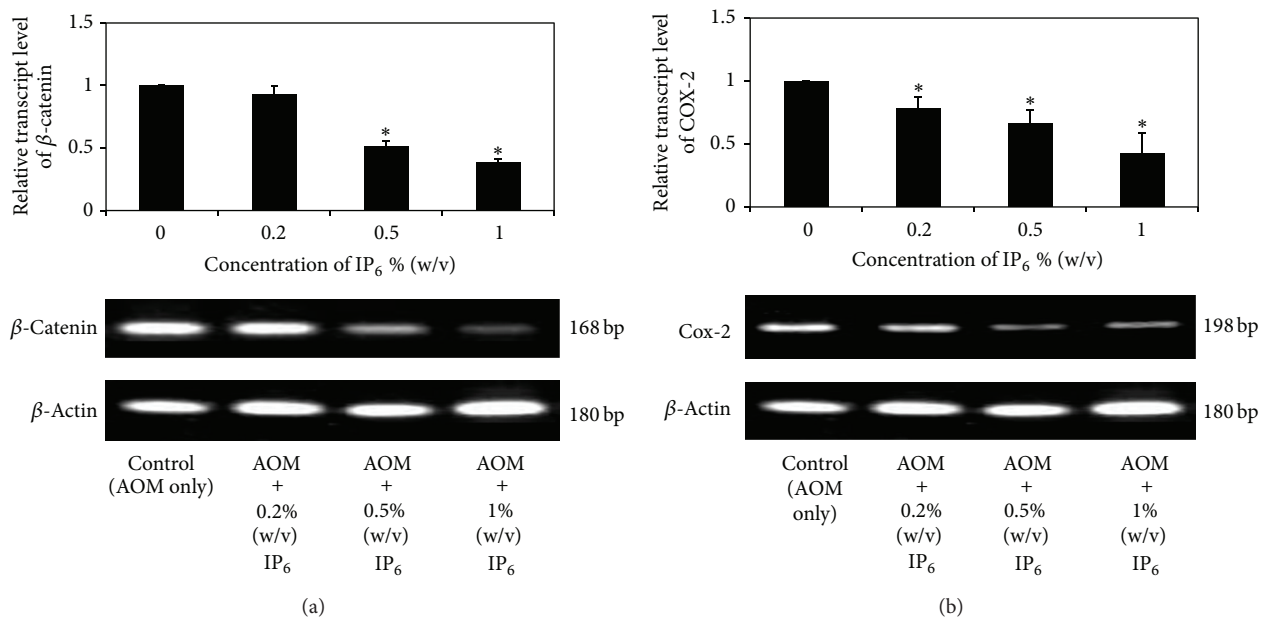 Relative transcript level
of β-catenin
1.5
1
0.5
0
*
*
0 0.2 0.5 1
Concentration of IP₆ % (w/v)
β-Catenin 168 bp
β-Actin 180 bp
Control
(AOM only)
AOM
+
0.2%
(w/v)
IP₆
AOM
+
0.5%
(w/v)
IP₆
AOM
+
1%
(w/v)
IP₆
(a)
Relative transcript level
of COX-2
1.5
1
0.5
0
*
*
*
0 0.2 0.5 1
Concentration of IP₆ % (w/v)
Cox-2 198 bp
β-Actin 180 bp
Control
(AOM
only)
AOM
+
0.2%
(w/v)
IP₆
AOM
+
0.5%
(w/v)
IP₆
AOM
+
1%
(w/v)
IP₆
(b)